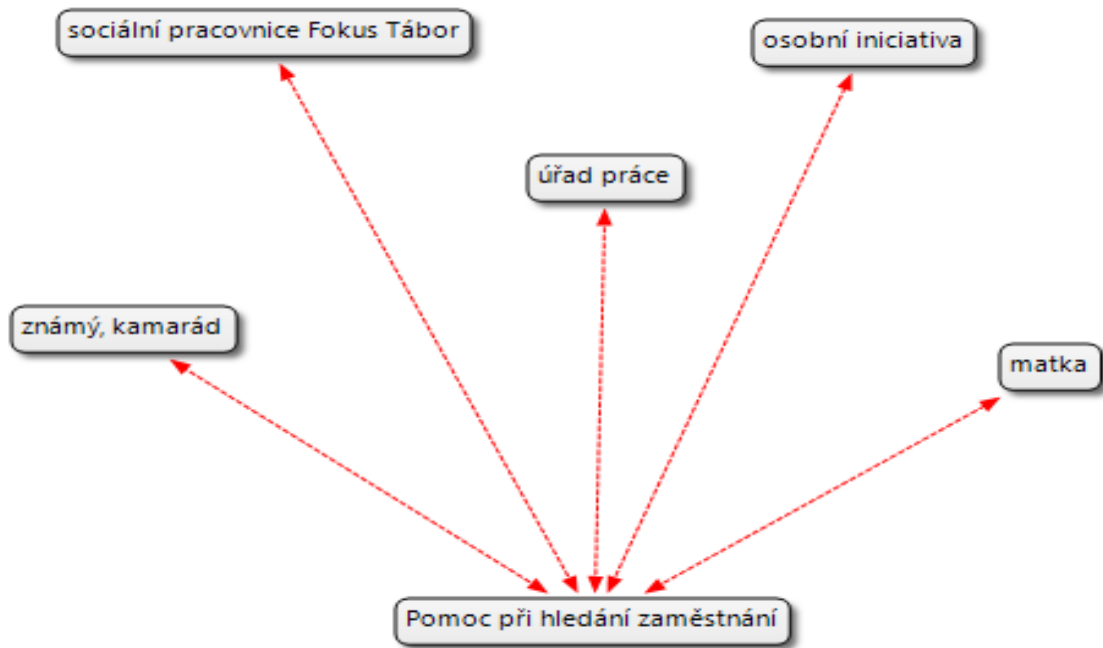 sociální pracovnice Fokus Tábor
osobní iniciativa
úřad práce
známý, kamarád
matka
Pomoc při hledání zaměstnání